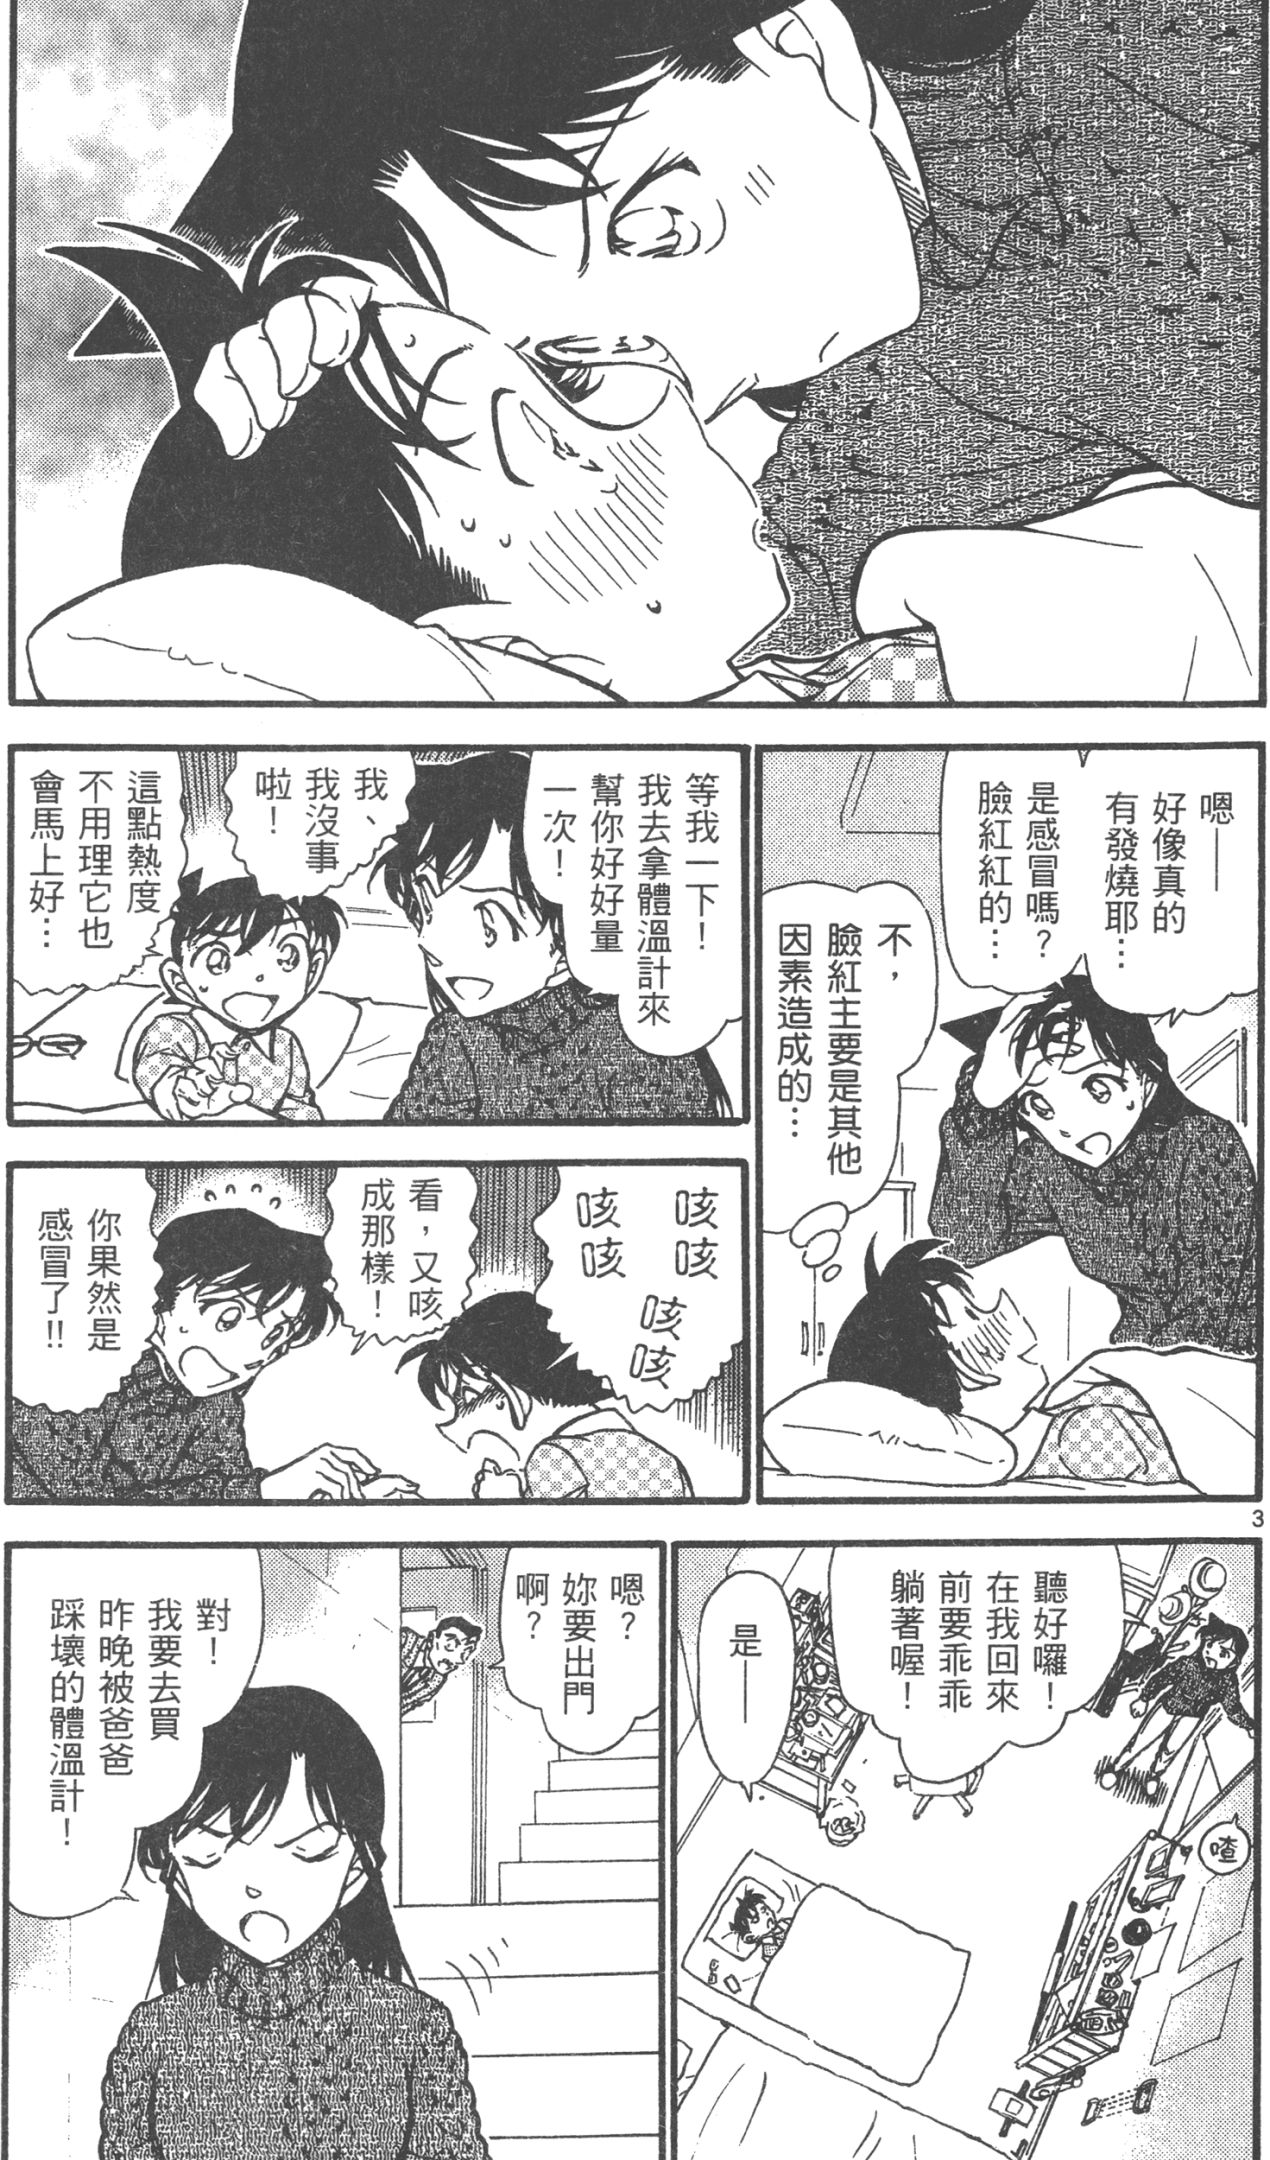 嗯——
好像真的
有發燒耶…
是感冒嗎?
臉紅紅的…
不,
臉紅主要是其他
因素造成的…
等我一下!
我去拿體溫計來
幫你好好量
一次!
我、
我沒事
啦!
這點熱度
不用理它也
會馬上好…
咳咳
咳咳
咳咳
看,又咳
成那樣!
你果然是
感冒了!!
3
聽好囉!
在我回來
前要乖乖
躺著喔!
是——
喳
嗯?
妳要出門
啊?
對!
我要去買
昨晚被爸爸
踩壞的體溫計!